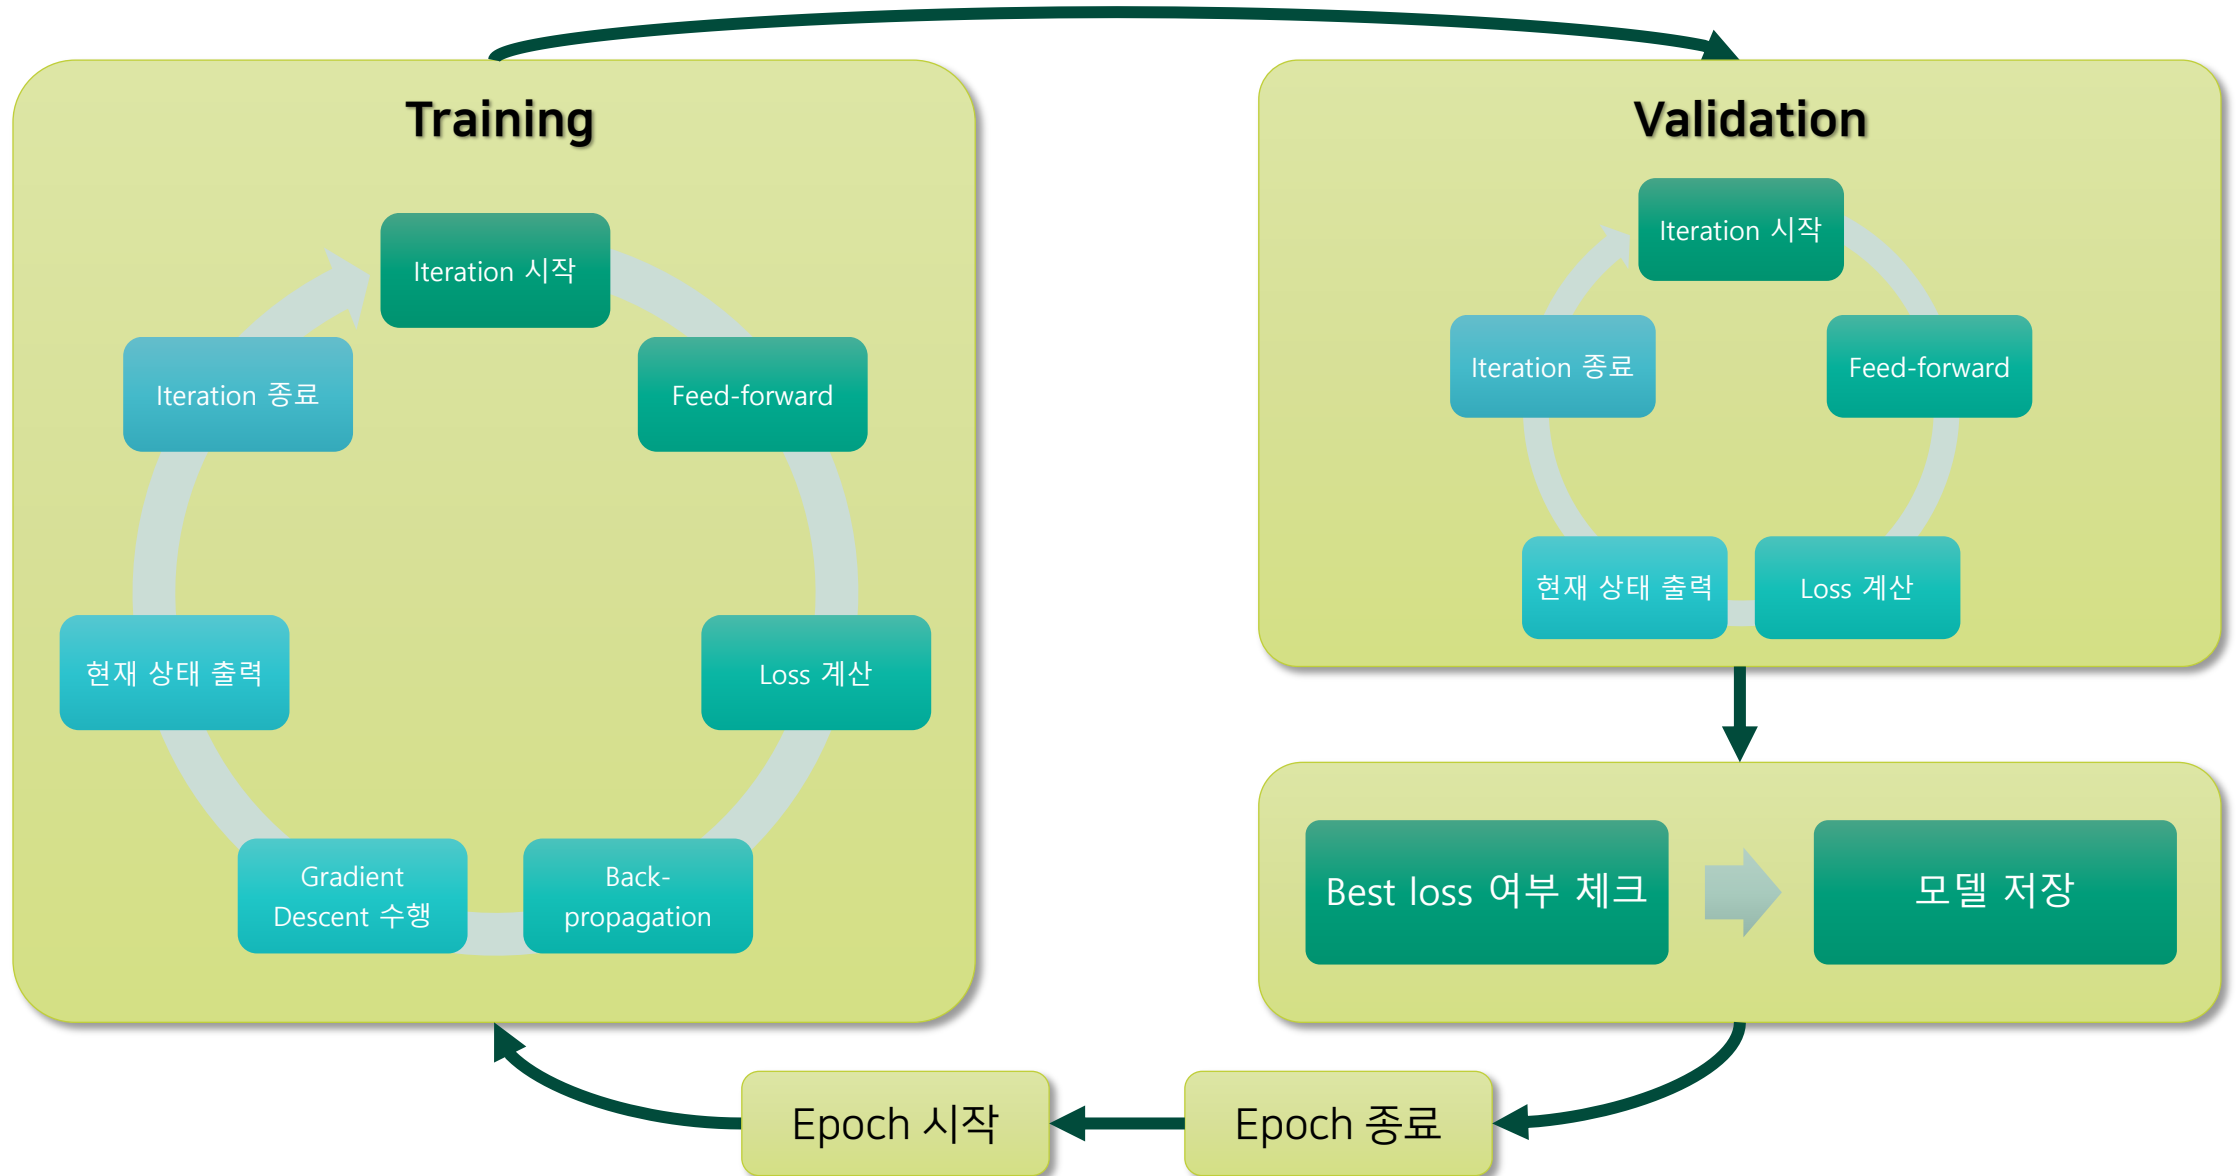 Training
Iteration 시작
Feed-forward
Loss 계산
Back-
propagation
Gradient
Descent 수행
현재 상태 출력
Iteration 종료
Validation
Iteration 시작
Feed-forward
Loss 계산
현재 상태 출력
Iteration 종료
Best loss 여부 체크
모델 저장
Epoch 종료
Epoch 시작